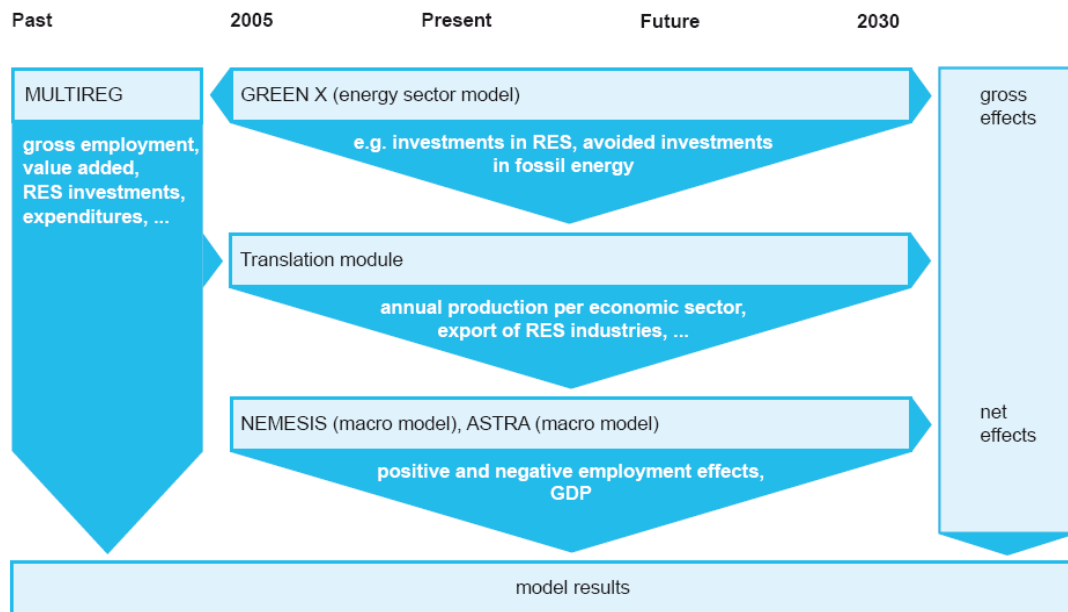 Past 2005 Present Future 2030
MULTIREG
gross employment,
value added,
RES investments,
expenditures, ...
GREEN X (energy sector model)
e.g. investments in RES, avoided investments
in fossil energy
Translation module
annual production per economic sector,
export of RES industries, ...
NEMESIS (macro model), ASTRA (macro model)
positive and negative employment effects,
GDP
gross
effects
net
effects
model results